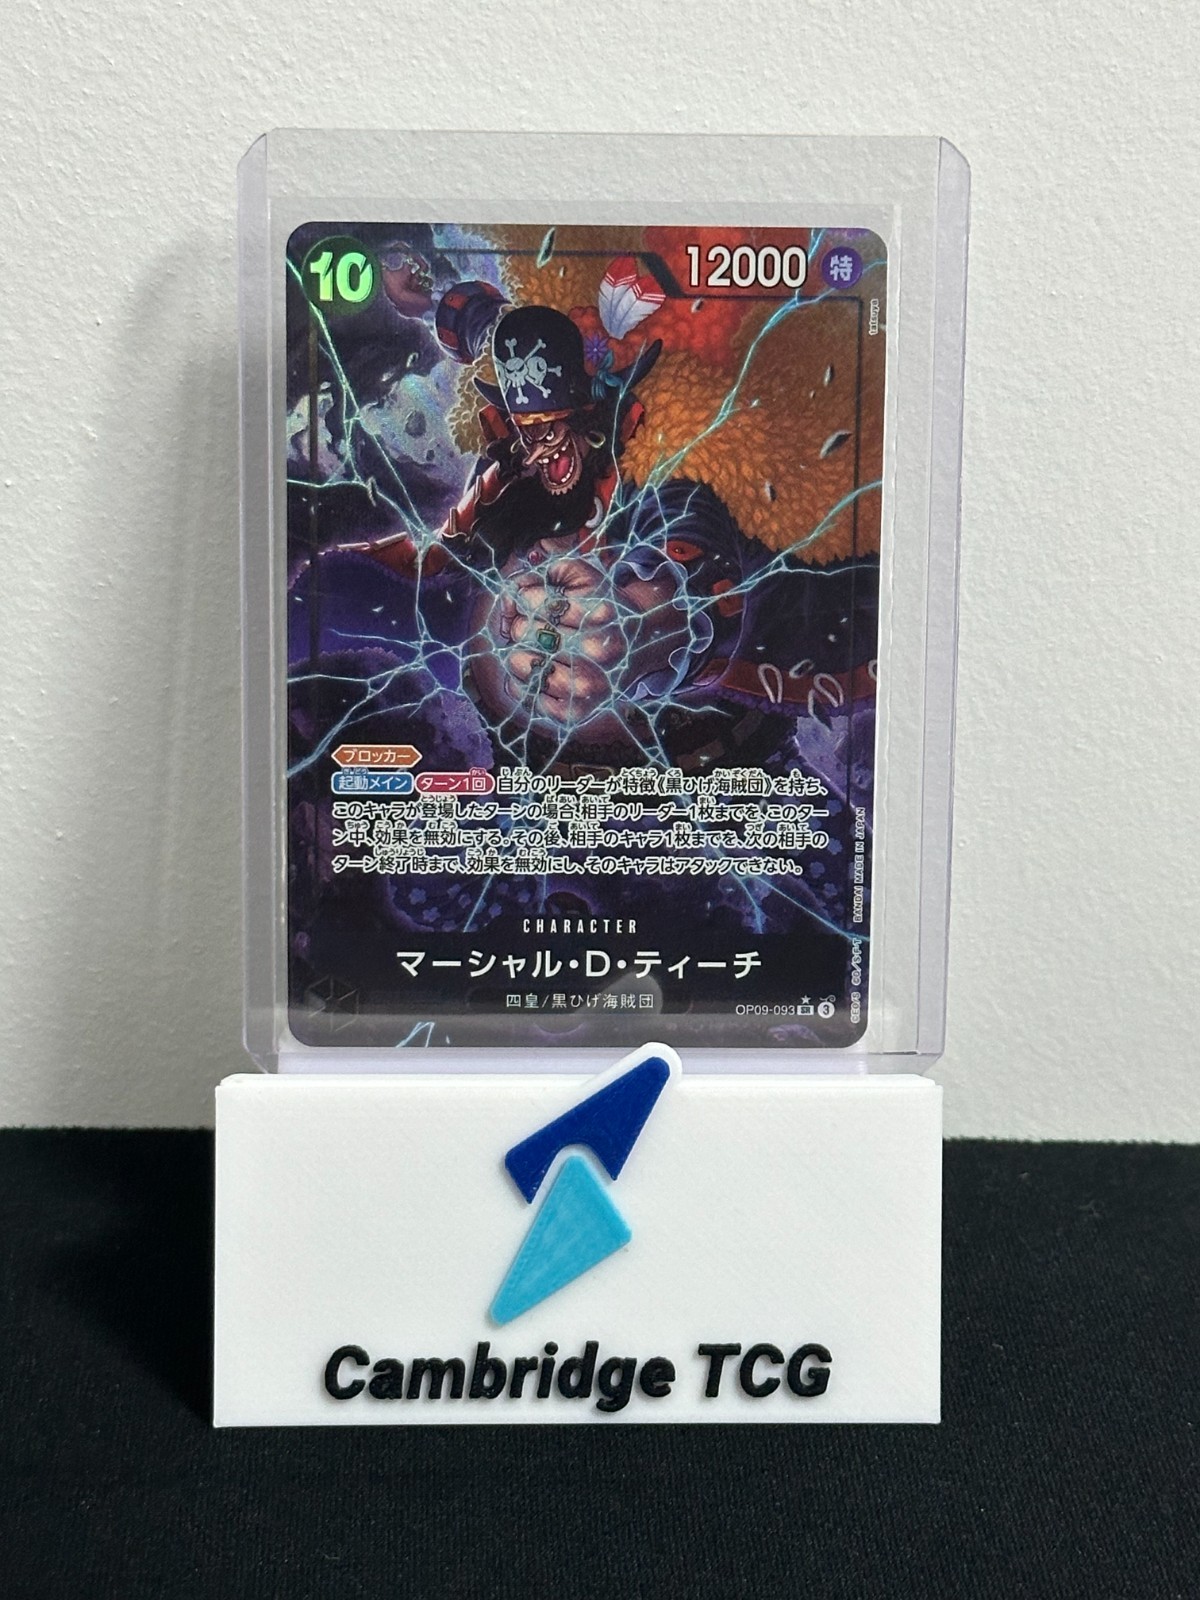 10
12000 特
tatsuya
ブロッカー
起動メイン ターン1回 自分のリーダーが特徴《黒ひげ海賊団》を持ち、
このキャラが登場したターンの場合、相手のリーダー1枚までを、このター
ン中、効果を無効にする。その後、相手のキャラ1枚までを、次の相手の
ターン終了時まで、効果を無効にし、そのキャラはアタックできない。
CHARACTER
マーシャル・D・ティーチ
四皇/黒ひげ海賊団
OP09-093 SR 3
BANDAI MADE IN JAPAN
Cambridge TCG